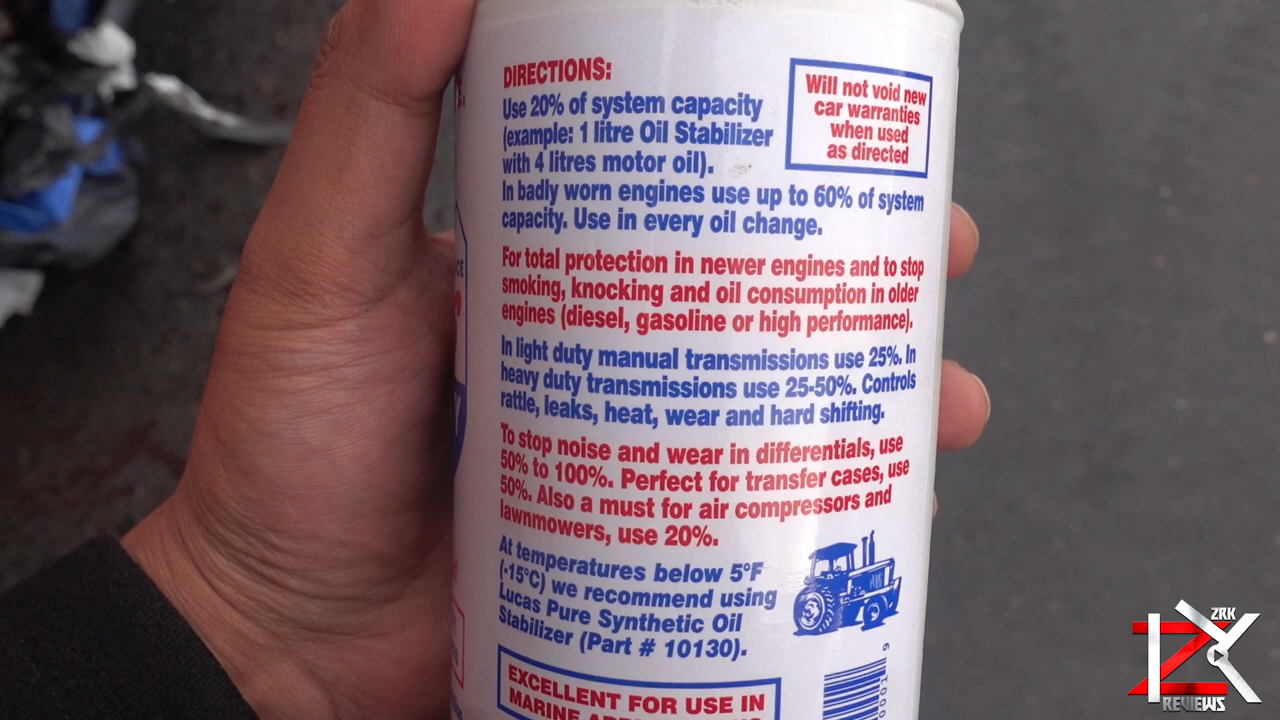 DIRECTIONS:
Use 20% of system capacity
(example: 1 litre Oil Stabilizer
with 4 litres motor oil).
In badly worn engines use up to 60% of system
capacity. Use in every oil change.
Will not void new
car warranties
when used
as directed
For total protection in newer engines and to stop
smoking, knocking and oil consumption in older
engines (diesel, gasoline or high performance).
In light duty manual transmissions use 25%. In
heavy duty transmissions use 25-50%. Controls
rattle, leaks, heat, wear and hard shifting.
To stop noise and wear in differentials, use
50% to 100%. Perfect for transfer cases, use
50%. Also a must for air compressors and
lawnmowers, use 20%.
At temperatures below 5°F
(-15°C) we recommend using
Lucas Pure Synthetic Oil
Stabilizer (Part # 10130).
EXCELLENT FOR USE IN
MARINE
ZRK
REVIEWS